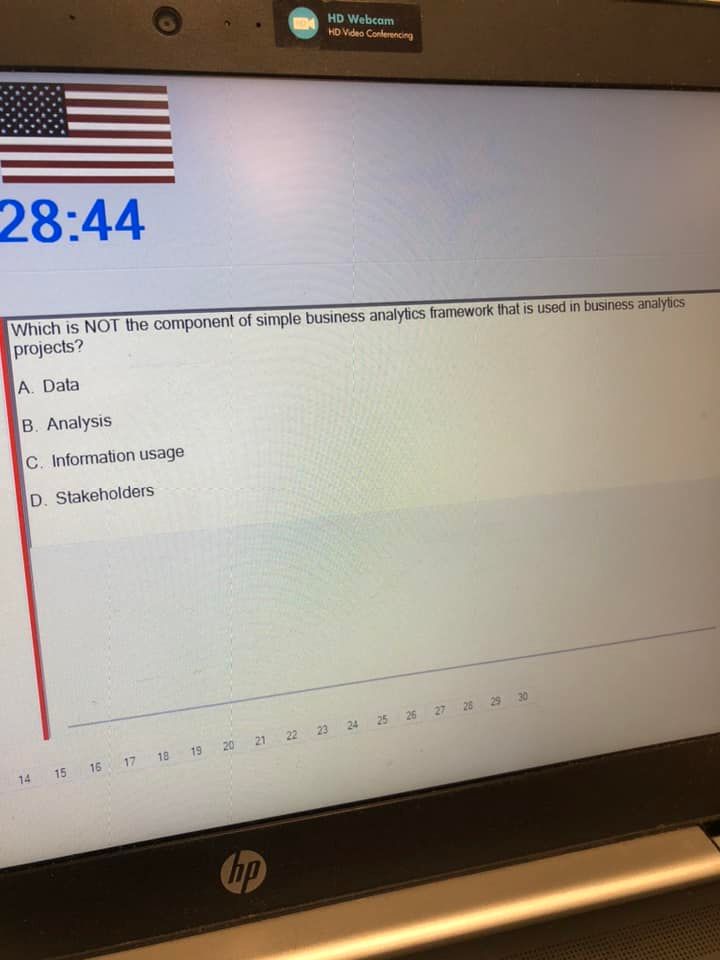 HD Webcam
HD Video Conferencing
28:44
Which is NOT the component of simple business analytics framework that is used in business analytics
projects?
A. Data
B. Analysis
C. Information usage
D. Stakeholders
14 15 16 17 18 19 20 21 22 23 24 25 26 27 28 29 30
hp